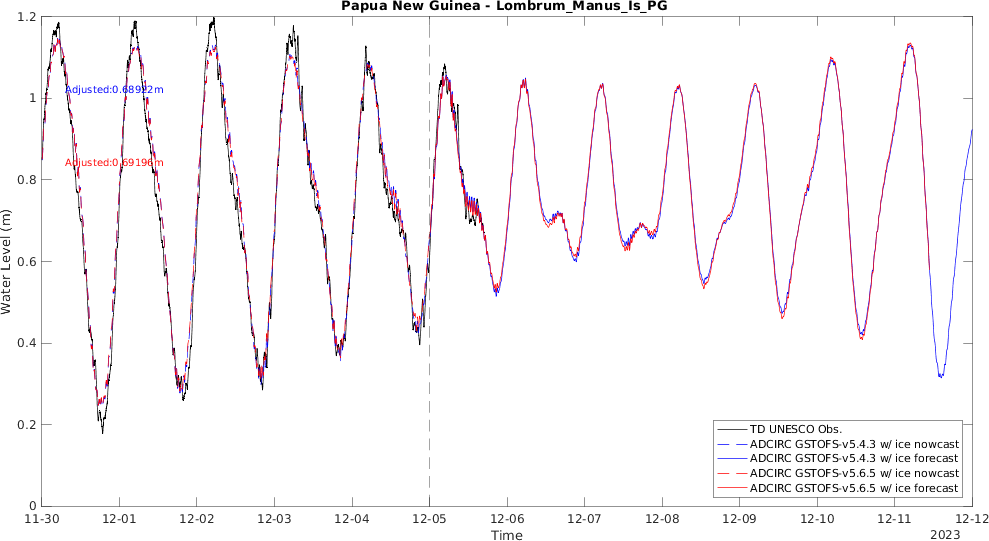 Papua New Guinea - Lombrum_Manus_Is_PG
1.2
1
0.8
0.6
0.4
0.2
0
Water Level (m)
Adjusted:0.68922m
Adjusted:0.69196m
TD UNESCO Obs.
ADCIRC GSTOFS-v5.4.3 w/ ice nowcast
ADCIRC GSTOFS-v5.4.3 w/ ice forecast
ADCIRC GSTOFS-v5.6.5 w/ ice nowcast
ADCIRC GSTOFS-v5.6.5 w/ ice forecast
11-30 12-01 12-02 12-03 12-04 12-05 12-06 12-07 12-08 12-09 12-10 12-11 12-12
Time
2023